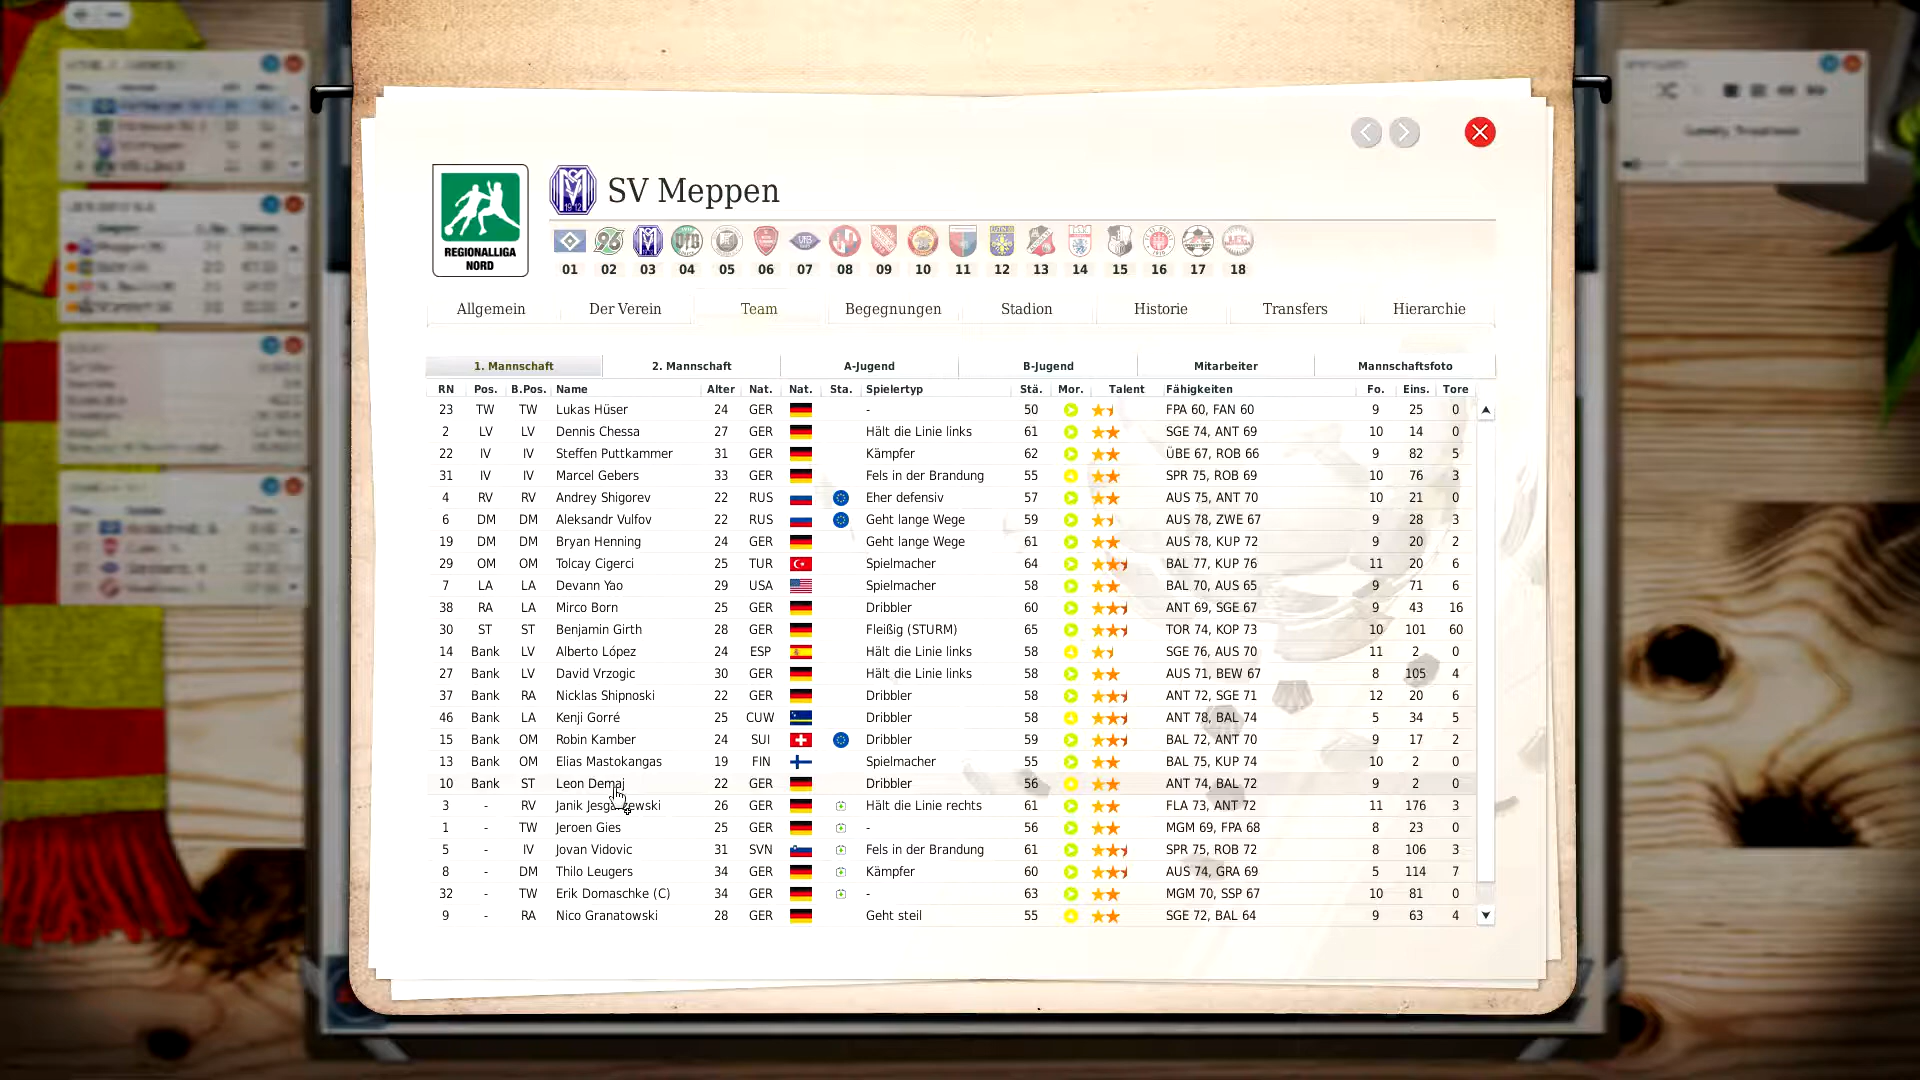 SV Meppen
19 12
REGIONALLIGA
NORD
96
01 02 03 04 05 06 07 08 09 10 11 12 13 14 15 16 17 18
Allgemein Der Verein Team Begegnungen Stadion Historie Transfers Hierarchie
1. Mannschaft 2. Mannschaft A-Jugend B-Jugend Mitarbeiter Mannschaftsfoto
RN Pos. B.Pos. Name Alter Nat. Nat. Sta. Spielertyp Stä. Mor. Talent Fähigkeiten Fo. Eins. Tore
23 TW TW Lukas Hüser 24 GER - 50 FPA 60, FAN 60 9 25 0
2 LV LV Dennis Chessa 27 GER Hält die Linie links 61 SGE 74, ANT 69 10 14 0
22 IV IV Steffen Puttkammer 31 GER Kämpfer 62 ÜBE 67, ROB 66 9 82 5
31 IV IV Marcel Gebers 33 GER Fels in der Brandung 55 SPR 75, ROB 69 10 76 3
4 RV RV Andrey Shigorev 22 RUS Eher defensiv 57 AUS 75, ANT 70 10 21 0
6 DM DM Aleksandr Vulfov 22 RUS Geht lange Wege 59 AUS 78, ZWE 67 9 28 3
19 DM DM Bryan Henning 24 GER Geht lange Wege 61 AUS 78, KUP 72 9 20 2
29 OM OM Tolcay Cigerci 25 TUR Spielmacher 64 BAL 77, KUP 76 11 20 6
7 LA LA Devann Yao 29 USA Spielmacher 58 BAL 70, AUS 65 9 71 6
38 RA LA Mirco Born 25 GER Dribbler 60 ANT 69, SGE 67 9 43 16
30 ST ST Benjamin Girth 28 GER Fleißig (STURM) 65 TOR 74, KOP 73 10 101 60
14 Bank LV Alberto López 24 ESP Hält die Linie links 58 SGE 76, AUS 70 11 2 0
27 Bank LV David Vrzogic 30 GER Hält die Linie links 58 AUS 71, BEW 67 8 105 4
37 Bank RA Nicklas Shipnoski 22 GER Dribbler 58 ANT 72, SGE 71 12 20 6
46 Bank LA Kenji Gorré 25 CUW Dribbler 58 ANT 78, BAL 74 5 34 5
15 Bank OM Robin Kamber 24 SUI Dribbler 59 BAL 72, ANT 70 9 17 2
13 Bank OM Elias Mastokangas 19 FIN Spielmacher 55 BAL 75, KUP 74 10 2 0
10 Bank ST Leon Demaj 22 GER Dribbler 56 ANT 74, BAL 72 9 2 0
3 - RV Janik 26 GER Hält die Linie rechts 61 FLA 73, ANT 72 11 176 3
1 - TW Jeroen Gies 25 GER - 56 MGM 69, FPA 68 8 23 0
5 - IV Jovan Vidovic 31 SVN Fels in der Brandung 61 SPR 75, ROB 72 8 106 3
8 - DM Thilo Leugers 34 GER Kämpfer 60 AUS 74, GRA 69 5 114 7
32 - TW Erik Domaschke (C) 34 GER - 63 MGM 70, SSP 67 10 81 0
9 - RA Nico Granatowski 28 GER Geht steil 55 SGE 72, BAL 64 9 63 4